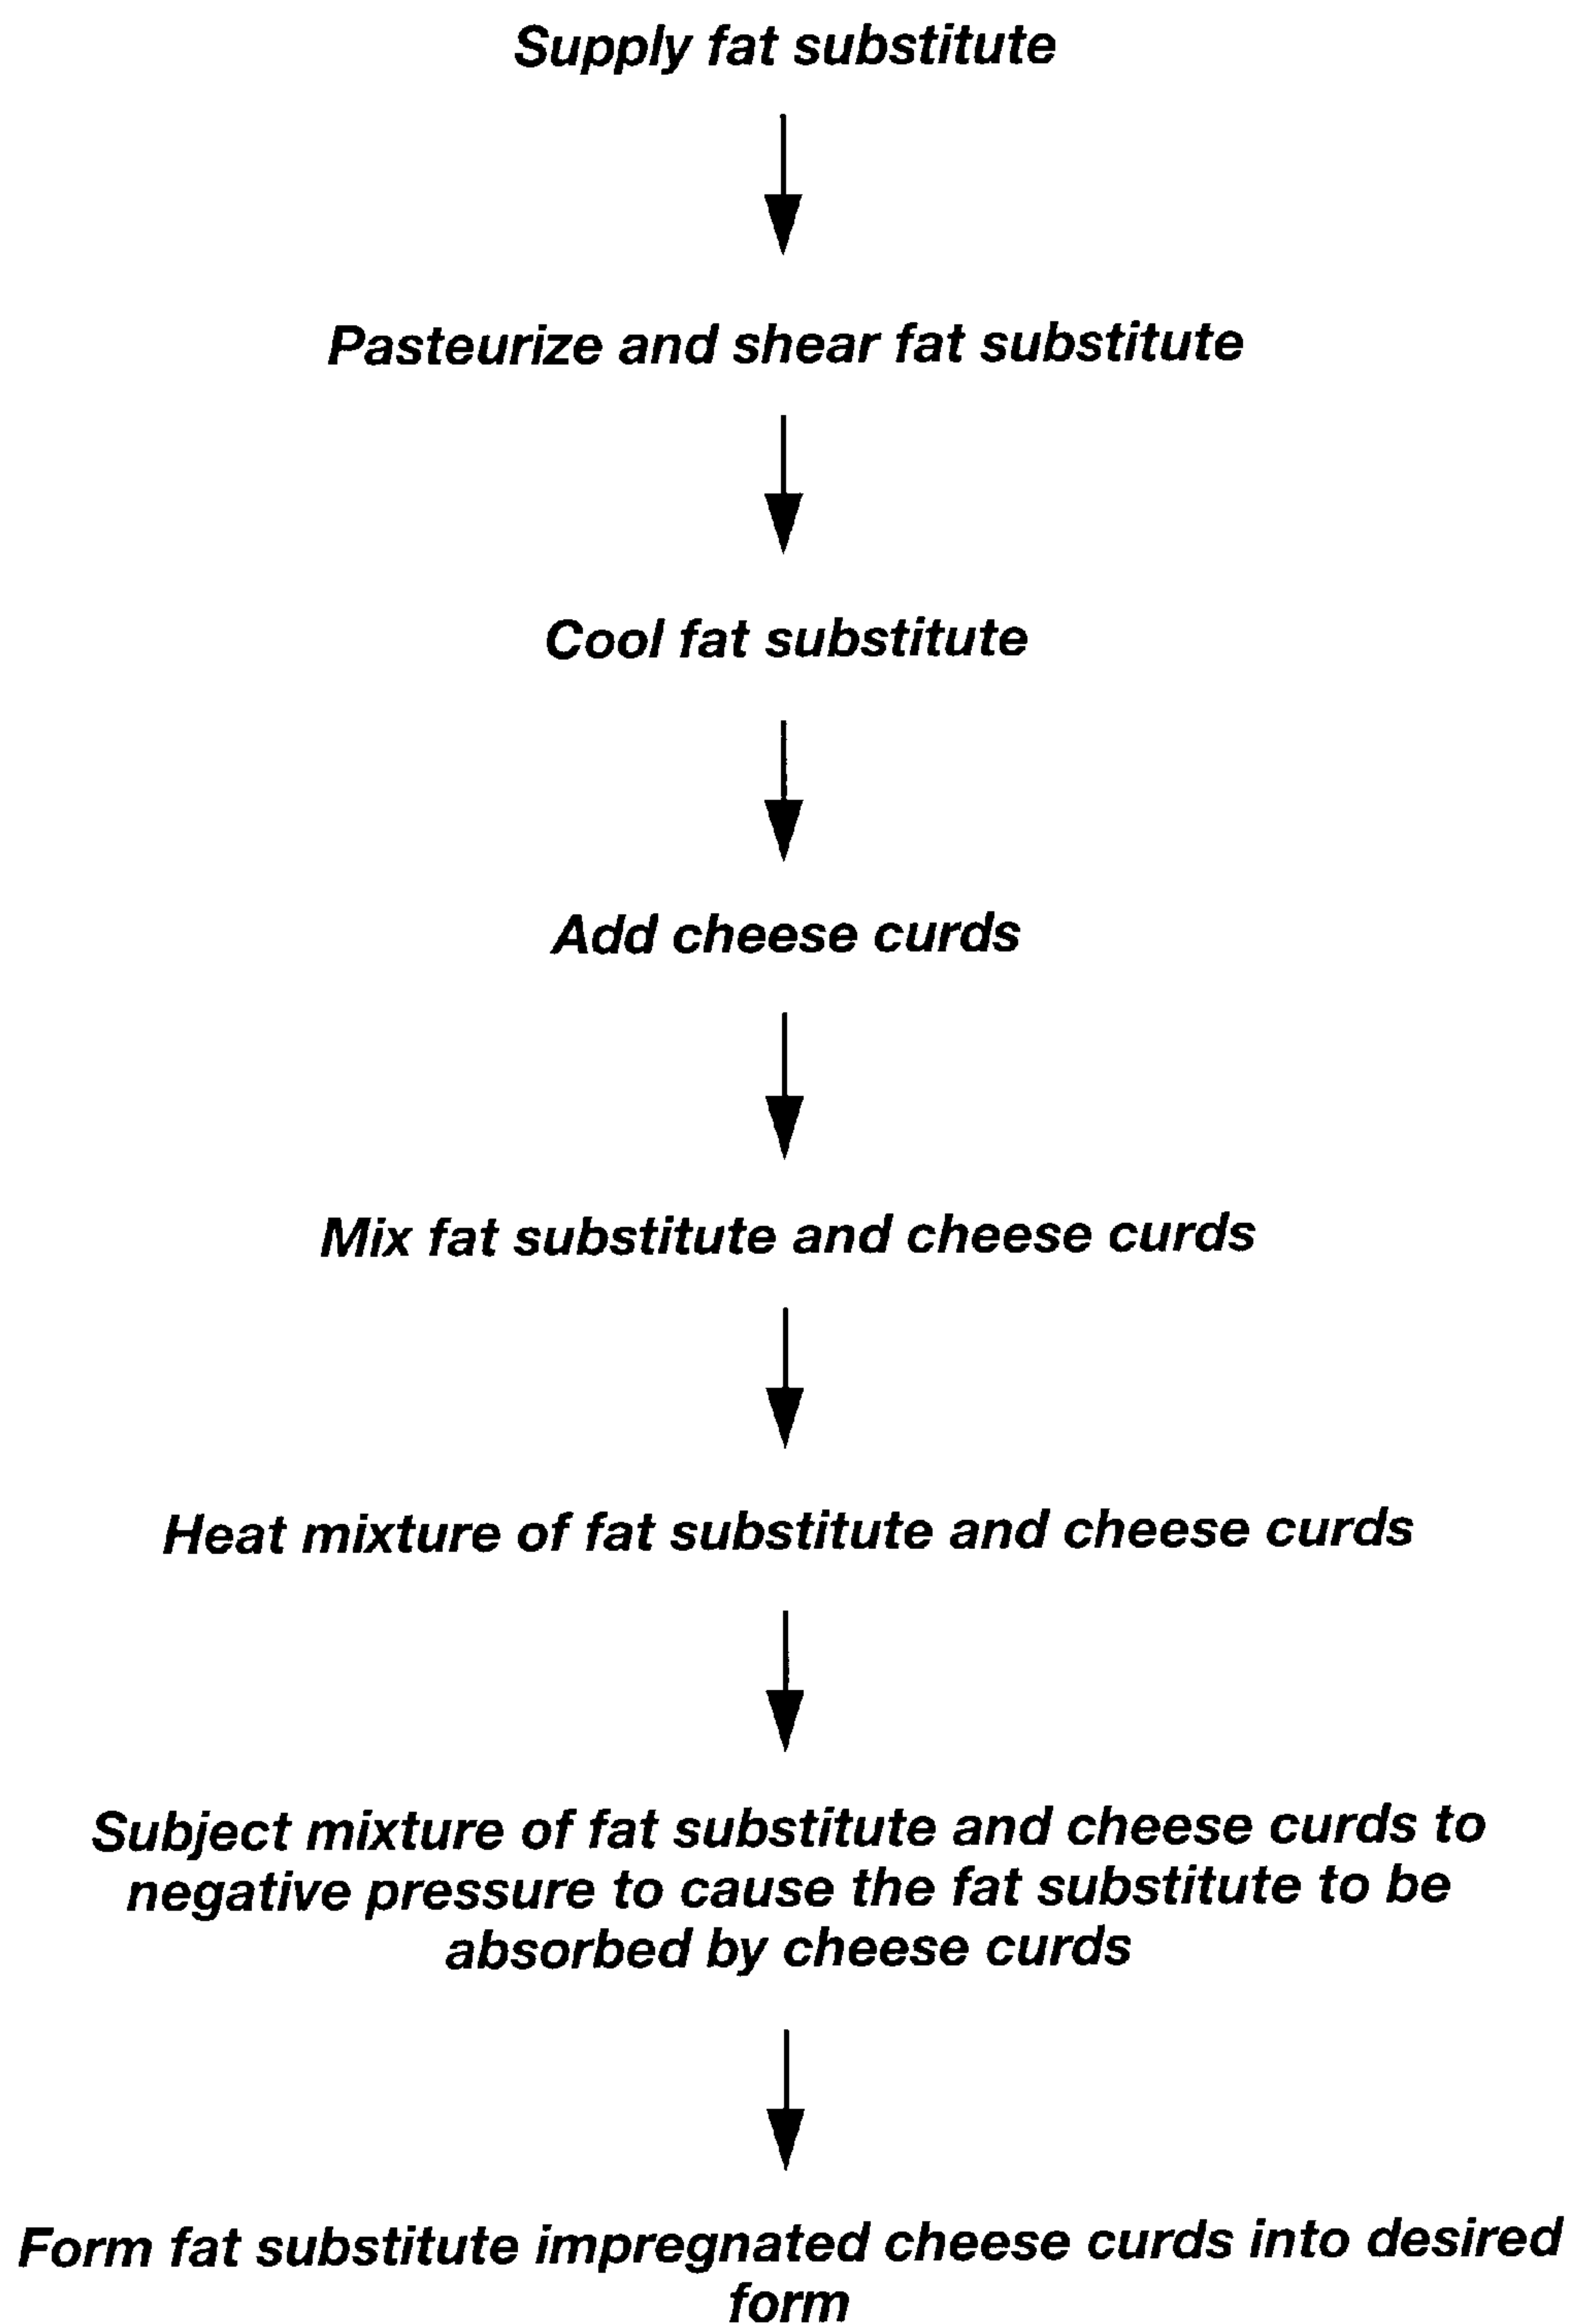 Supply fat substitute
Pasteurize and shear fat substitute
Cool fat substitute
Add cheese curds
Mix fat substitute and cheese curds
Heat mixture of fat substitute and cheese curds
Subject mixture of fat substitute and cheese curds to
negative pressure to cause the fat substitute to be
absorbed by cheese curds
Form fat substitute impregnated cheese curds into desired
form